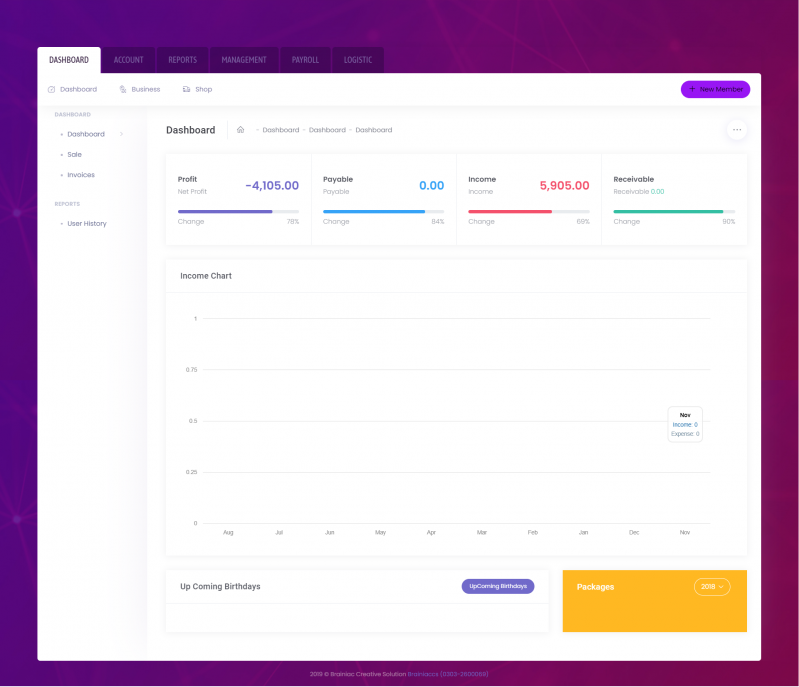 DASHBOARD ACCOUNT REPORTS MANAGEMENT PAYROLL LOGISTIC
Dashboard Business Shop + New Member
DASHBOARD
Dashboard
Sale
Invoices
REPORTS
User History
Dashboard - Dashboard - Dashboard - Dashboard ...
Profit
Net Profit
-4,105.00
Change 78%
Payable
Payable
0.00
Change 84%
Income
Income
5,905.00
Change 69%
Receivable
Receivable 0.00
Change 90%
Income Chart
1
0.75
0.5
0.25
0
Nov
Income: 0
Expense: 0
Aug Jul Jun May Apr Mar Feb Jan Dec Nov
Up Coming Birthdays UpComing Birthdays
Packages 2018
2019 © Brainiac Creative Solution Brainiaccs